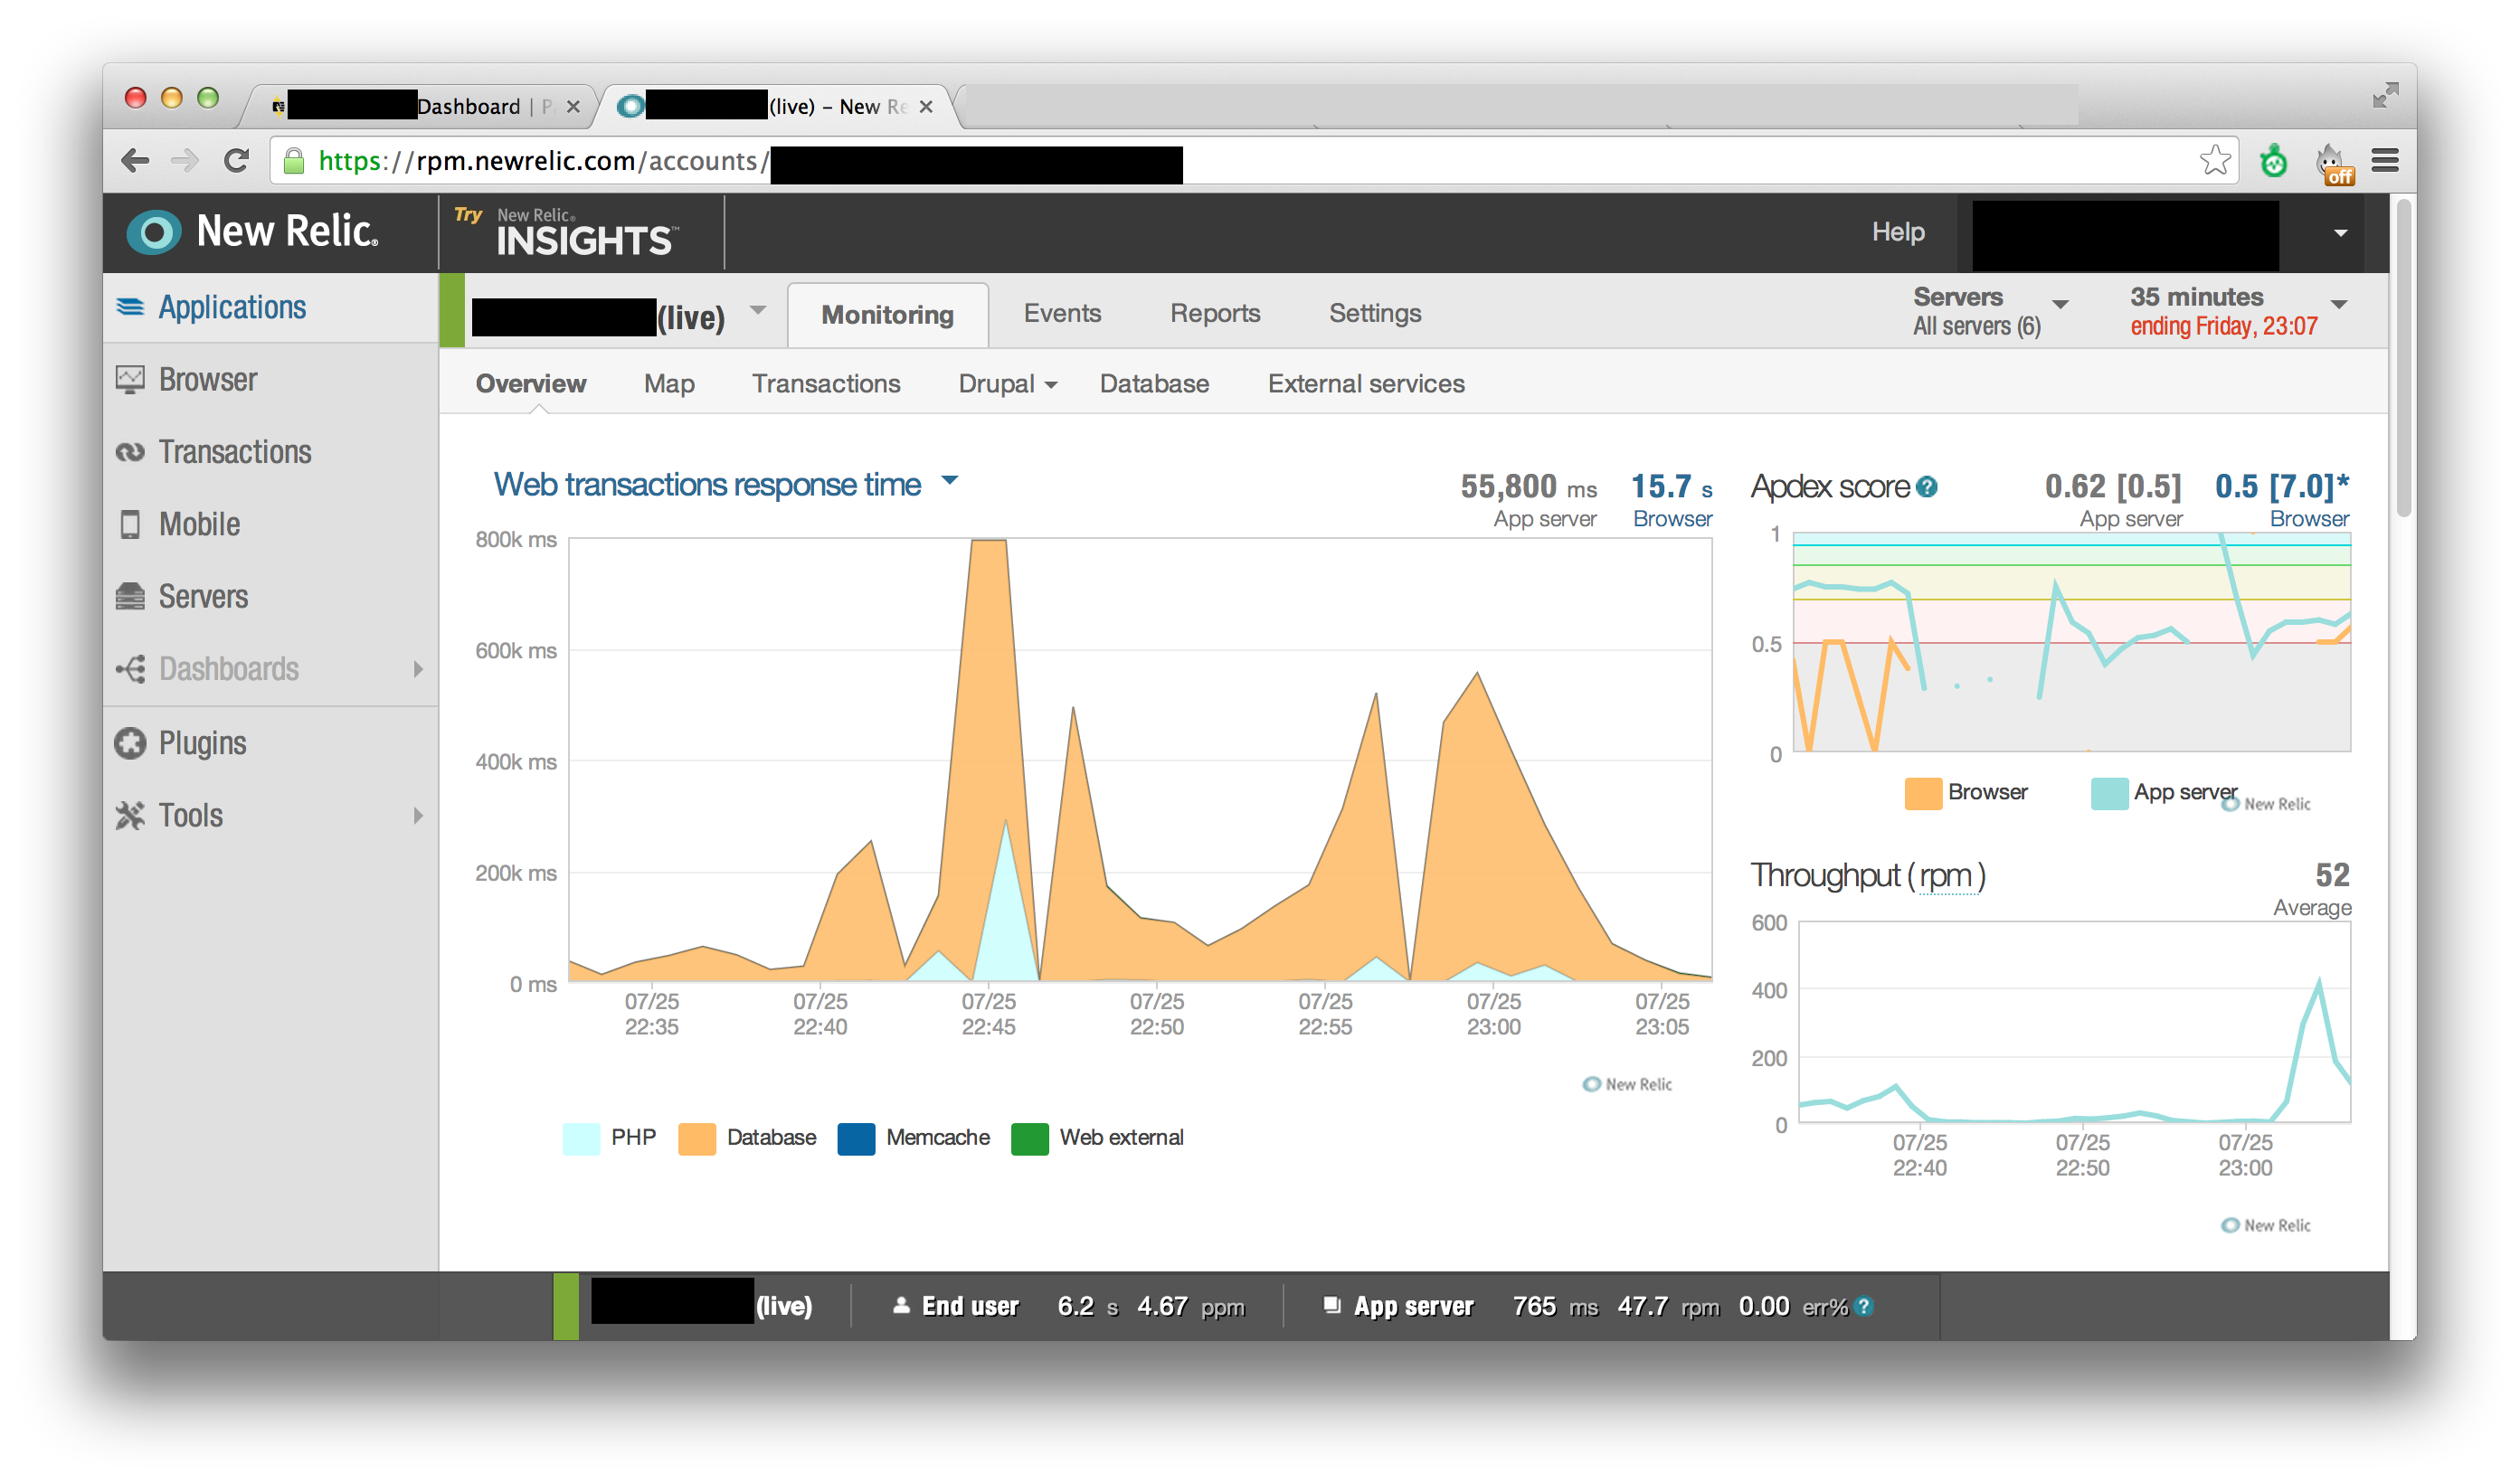 Dashboard | P
(live) – New Re
https://rpm.newrelic.com/accounts/
off
New Relic®
Try New Relic® INSIGHTS™
Help
Applications
Browser
Transactions
Mobile
Servers
Dashboards
Plugins
Tools
(live)
Monitoring
Events
Reports
Settings
Servers
All servers (6)
35 minutes
ending Friday, 23:07
Overview
Map
Transactions
Drupal
Database
External services
Web transactions response time
55,800 ms
App server
15.7 s
Browser
800k ms
600k ms
400k ms
200k ms
0 ms
07/25 22:35
07/25 22:40
07/25 22:45
07/25 22:50
07/25 22:55
07/25 23:00
07/25 23:05
New Relic
PHP
Database
Memcache
Web external
Apdex score ?
0.62 [0.5]
App server
0.5 [7.0]*
Browser
1
0.5
0
Browser
App server
New Relic
Throughput (rpm)
52
Average
600
400
200
0
07/25 22:40
07/25 22:50
07/25 23:00
New Relic
(live)
End user 6.2 s 4.67 ppm
App server 765 ms 47.7 rpm 0.00 err% ?